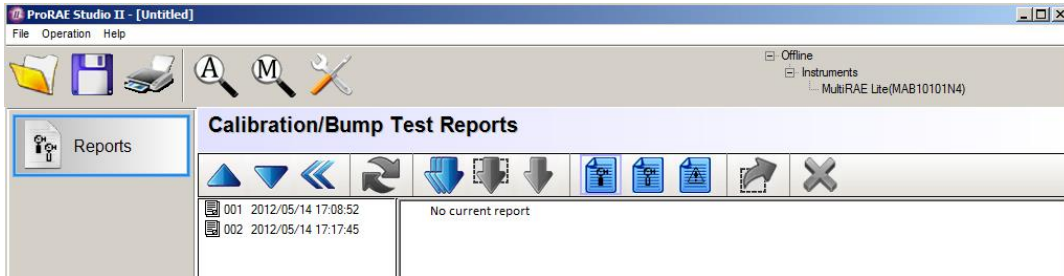 ProRAE Studio II - [Untitled]
File Operation Help
A M
Offline
Instruments
MultiRAE Lite(MAB10101N4)
Reports
Calibration/Bump Test Reports
001 2012/05/14 17:08:52
002 2012/05/14 17:17:45
No current report